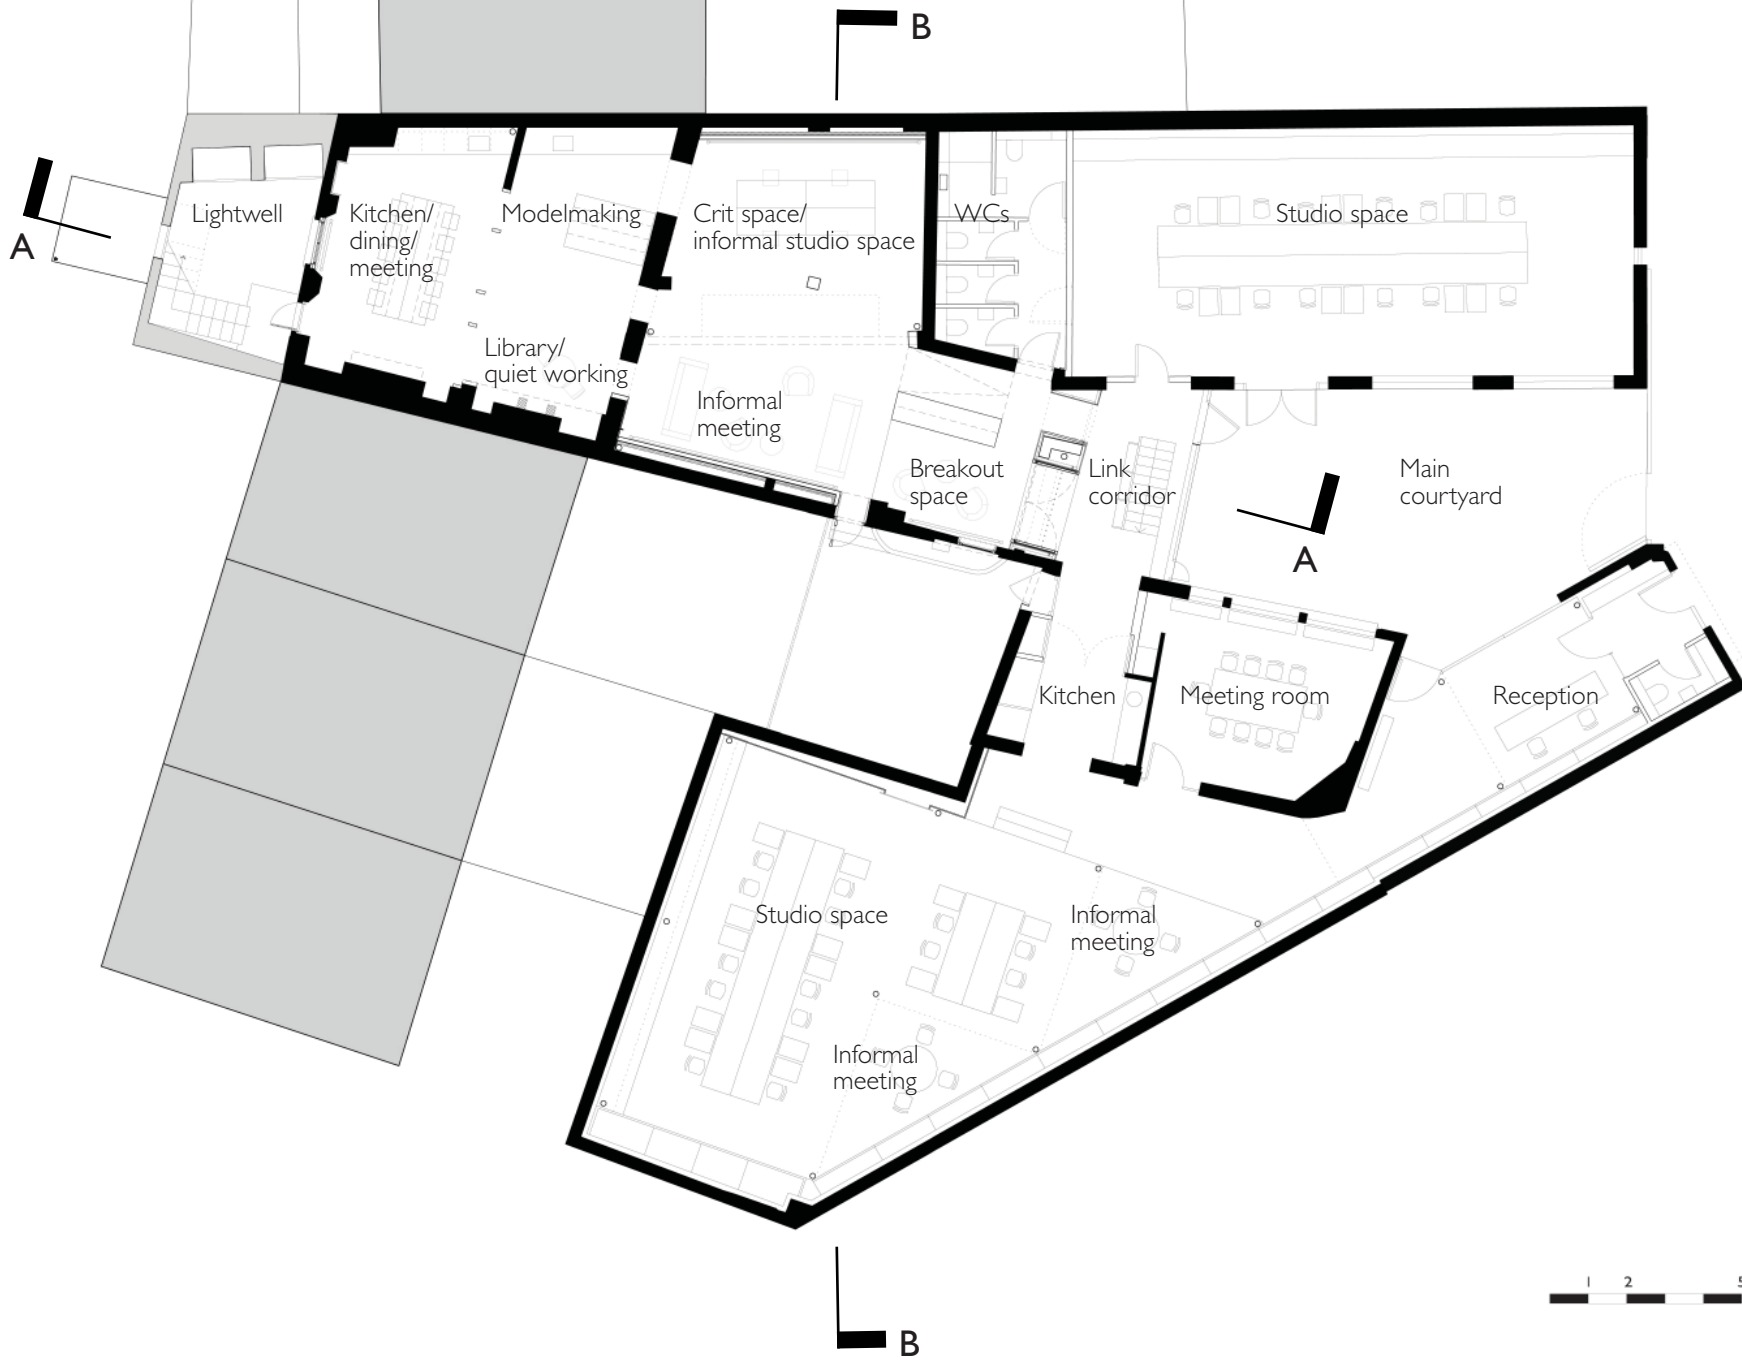 B
A
Lightwell
Kitchen/
dining/
meeting
Modelmaking
Crit space/
informal studio space
WCs
Studio space
Library/
quiet working
Informal
meeting
Breakout
space
Link
corridor
Main
courtyard
A
Kitchen
Meeting room
Reception
Studio space
Informal
meeting
Informal
meeting
1 2 5
B